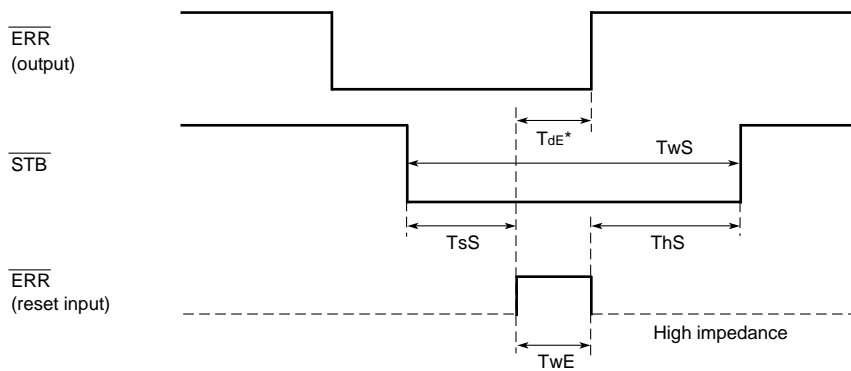 ERR
(output)
TdE*
TwS
STB
TsS
ThS
ERR
(reset input)
High impedance
TwE